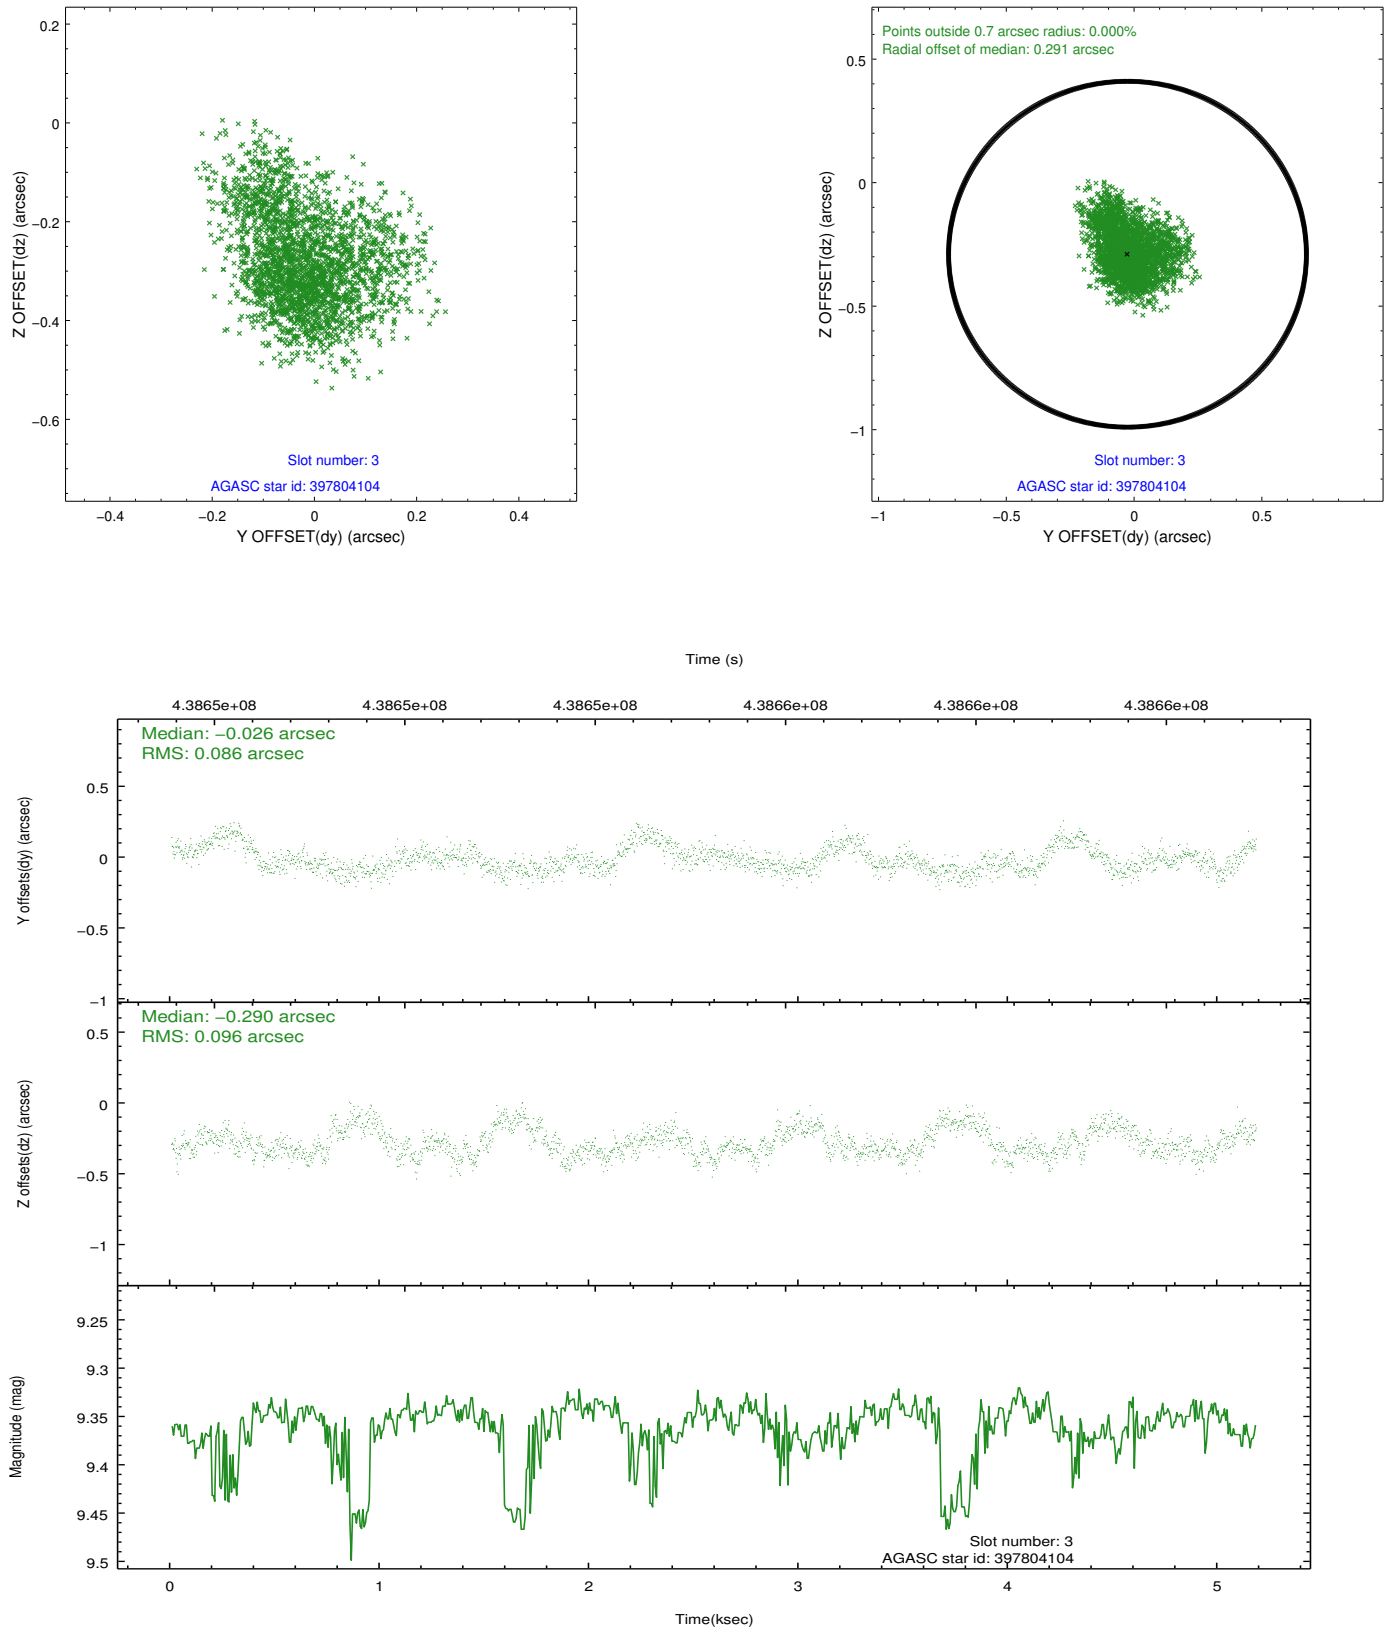 0.2
0
−0.2
−0.4
−0.6
Z OFFSET(dz) (arcsec)
Slot number: 3
AGASC star id: 397804104
−0.4 −0.2 0 0.2 0.4
Y OFFSET(dy) (arcsec)
Points outside 0.7 arcsec radius: 0.000%
Radial offset of median: 0.291 arcsec
0.5
0
−0.5
−1
Z OFFSET(dz) (arcsec)
Slot number: 3
AGASC star id: 397804104
−1 −0.5 0 0.5
Y OFFSET(dy) (arcsec)
Time (s)
4.3865e+08 4.3865e+08 4.3865e+08 4.3866e+08 4.3866e+08 4.3866e+08
Median: −0.026 arcsec
RMS: 0.086 arcsec
0.5
0
−0.5
−1
Y offsets(dy) (arcsec)
Median: −0.290 arcsec
RMS: 0.096 arcsec
0.5
0
−0.5
−1
Z offsets(dz) (arcsec)
9.25
9.3
9.35
9.4
9.45
9.5
Magnitude (mag)
Slot number: 3
AGASC star id: 397804104
0 1 2 3 4 5
Time(ksec)